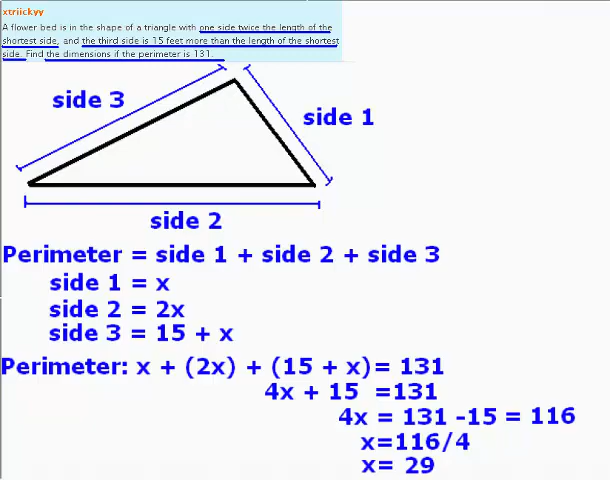 xtriickyy
A flower bed is in the shape of a triangle with one side twice the length of the
shortest side, and the third side is 15 feet more than the length of the shortest
side. Find the dimensions if the perimeter is 131.
side 3
side 1
side 2
Perimeter = side 1 + side 2 + side 3
side 1 = x
side 2 = 2x
side 3 = 15 + x
Perimeter: x + (2x) + (15 + x)= 131
4x + 15 =131
4x = 131 -15 = 116
x=116/4
x= 29